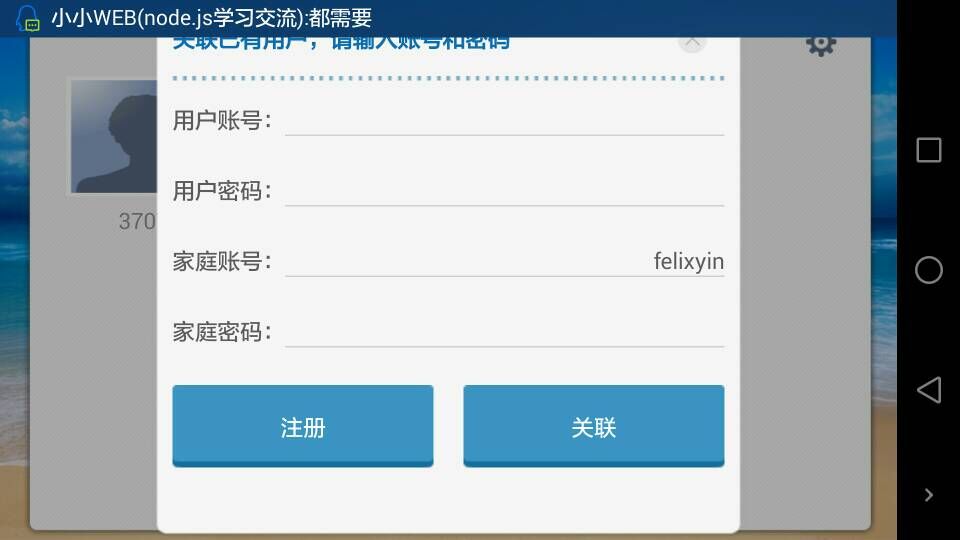 小小WEB(node.js学习交流):都需要
关联已有用户，请输入账号和密码
370
用户账号：
用户密码：
家庭账号： felixyin
家庭密码：
注册 关联